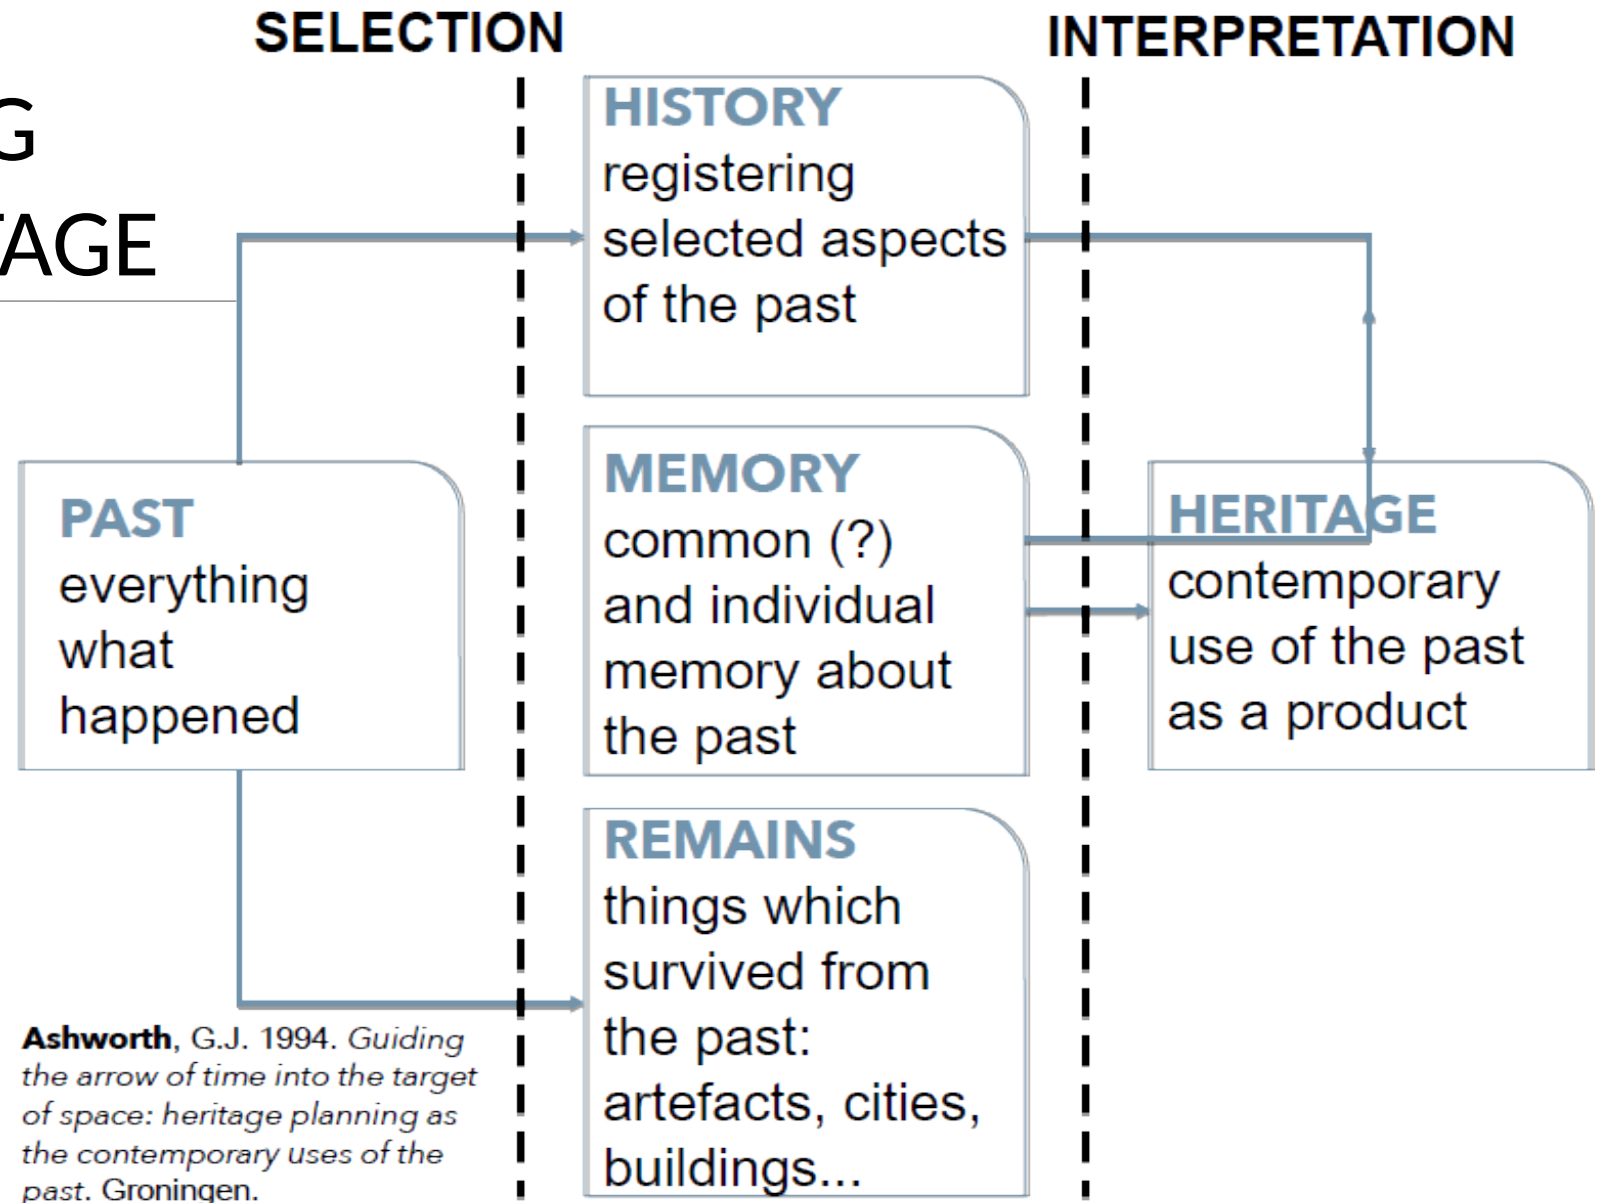 SELECTION
INTERPRETATION
G
TAGE
HISTORY
registering
selected aspects
of the past
PAST
everything
what
happened
MEMORY
common (?)
and individual
memory about
the past
HERITAGE
contemporary
use of the past
as a product
REMAINS
things which
survived from
the past:
artefacts, cities,
buildings...
Ashworth, G.J. 1994. Guiding
the arrow of time into the target
of space: heritage planning as
the contemporary uses of the
past. Groningen.